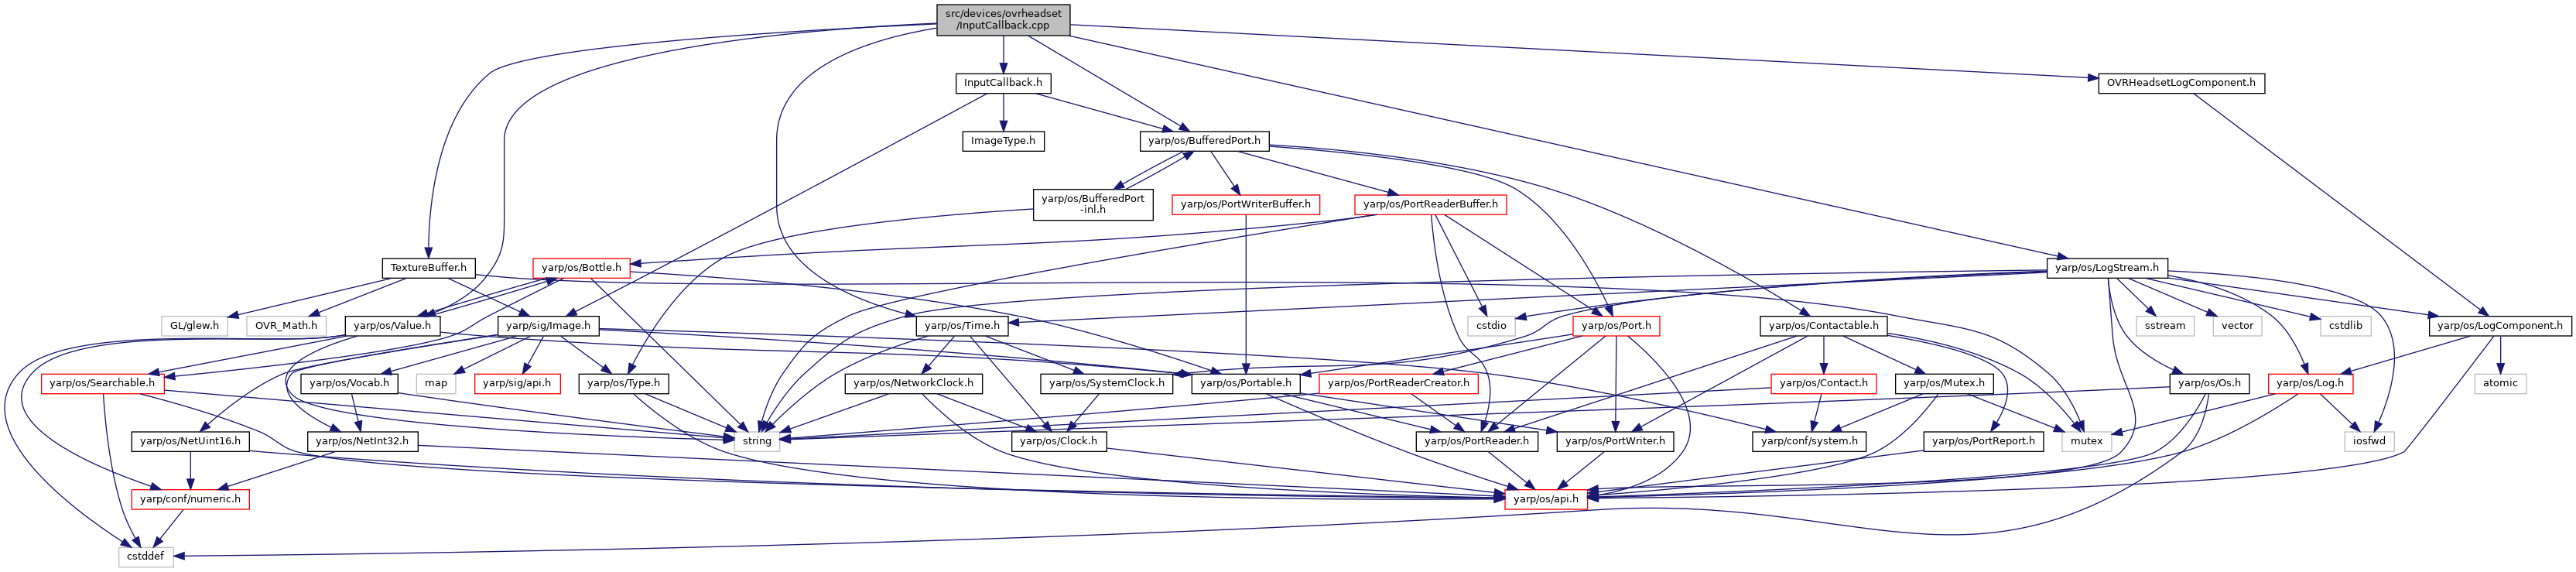 src/devices/ovrheadset
/InputCallback.cpp
InputCallback.h
OVRHeadsetLogComponent.h
ImageType.h
yarp/os/BufferedPort.h
yarp/os/BufferedPort
-inl.h
yarp/os/PortWriterBuffer.h
yarp/os/PortReaderBuffer.h
TextureBuffer.h
yarp/os/Bottle.h
yarp/os/LogStream.h
GL/glew.h
OVR_Math.h
yarp/os/Value.h
yarp/sig/Image.h
yarp/os/Time.h
cstdio
yarp/os/Port.h
yarp/os/Contactable.h
sstream
vector
cstdlib
yarp/os/LogComponent.h
yarp/os/Searchable.h
yarp/os/Vocab.h
map
yarp/sig/api.h
yarp/os/Type.h
yarp/os/NetworkClock.h
yarp/os/SystemClock.h
yarp/os/Portable.h
yarp/os/PortReaderCreator.h
yarp/os/Contact.h
yarp/os/Mutex.h
yarp/os/Os.h
yarp/os/Log.h
atomic
yarp/os/NetUint16.h
yarp/os/NetInt32.h
string
yarp/os/Clock.h
yarp/os/PortReader.h
yarp/os/PortWriter.h
yarp/conf/system.h
yarp/os/PortReport.h
mutex
iosfwd
yarp/conf/numeric.h
yarp/os/api.h
cstddef